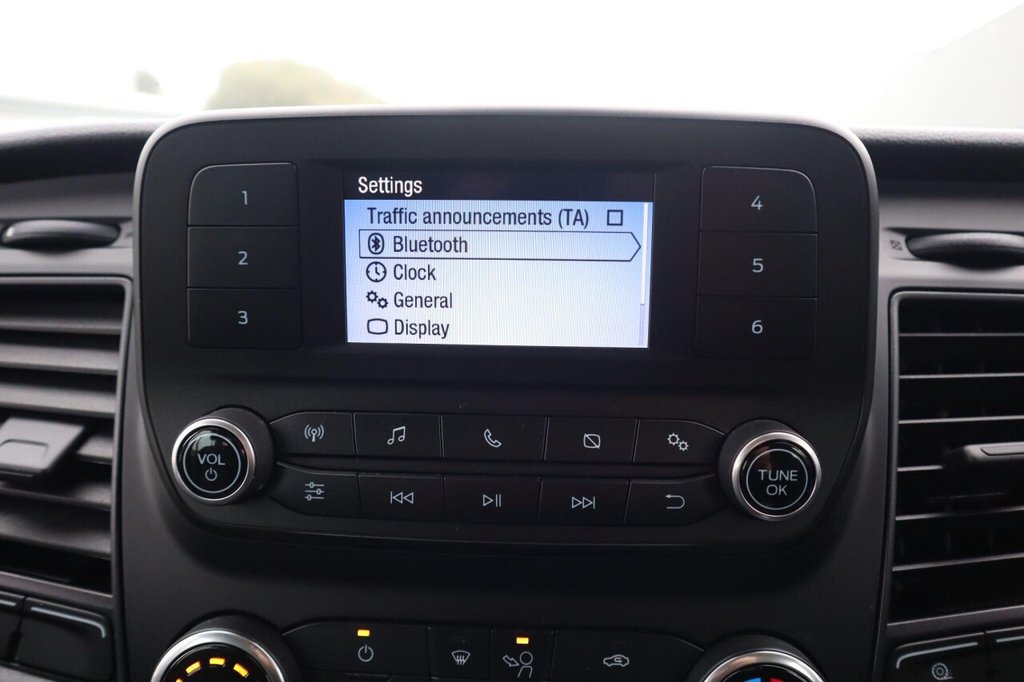 Settings
Traffic announcements (TA)
Bluetooth
Clock
General
Display
1
2
3
4
5
6
VOL
TUNE
OK